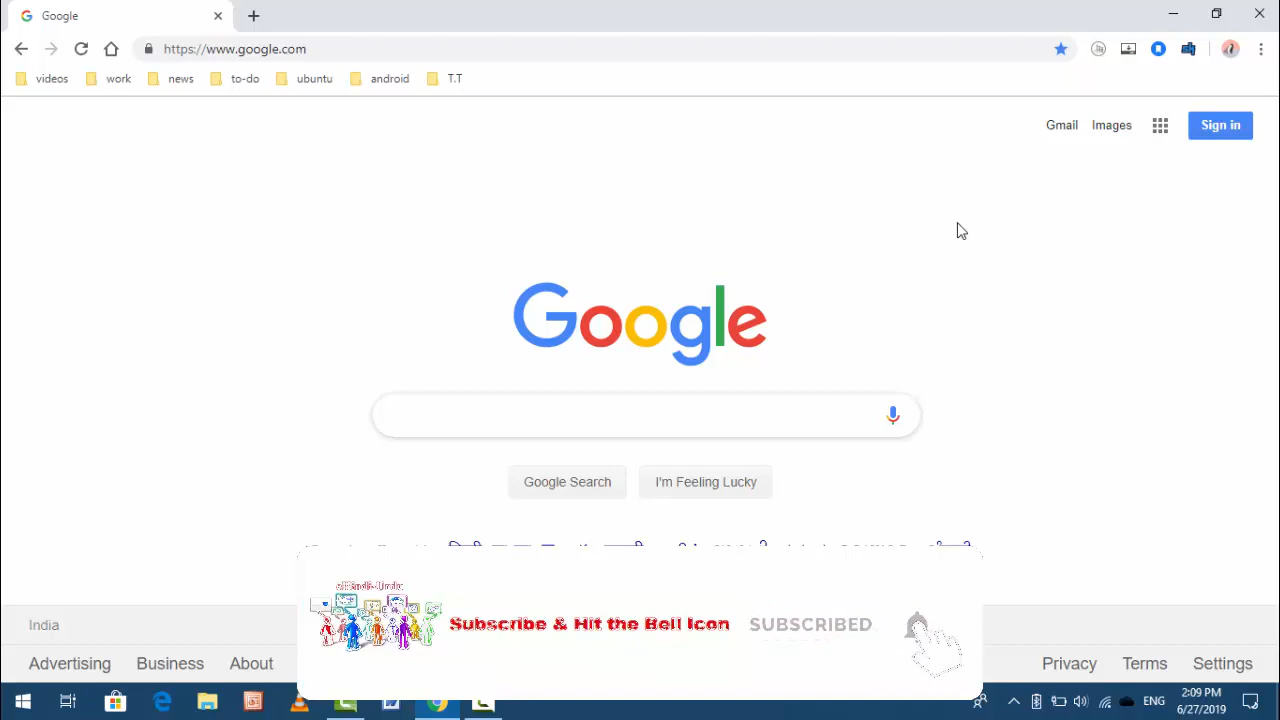 Google
https://www.google.com
videos work news to-do ubuntu android T.T
Gmail Images Sign in
Google
Google Search I'm Feeling Lucky
India
Subscribe & Hit the Bell Icon SUBSCRIBED
Advertising Business About Privacy Terms Settings
ENG
2:09 PM
6/27/2019